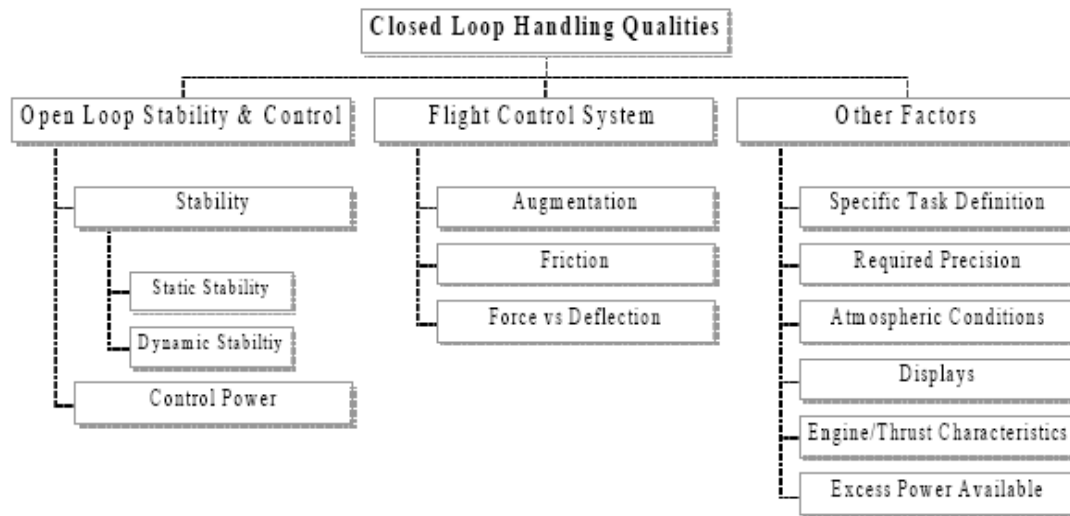 Closed Loop Handling Qualities
Open Loop Stability & Control
Flight Control System
Other Factors
Stability
Static Stability
Dynamic Stabiltiy
Control Power
Augmentation
Friction
Force vs Deflection
Specific Task Definition
Required Precision
Atmospheric Conditions
Displays
Engine/Thrust Characteristics
Excess Power Available